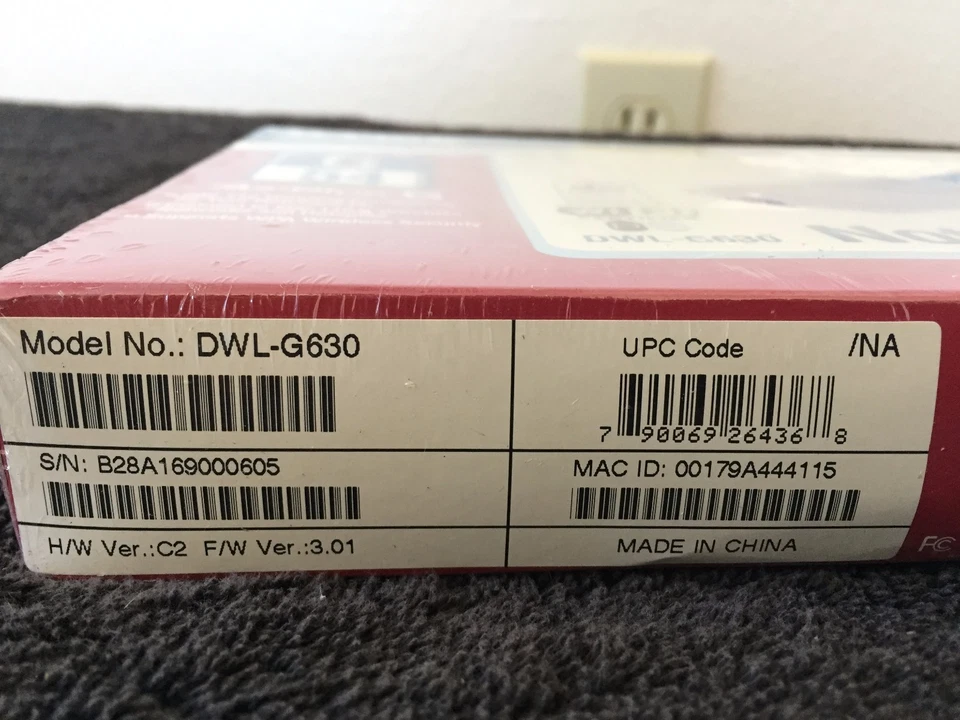 DWL-G630
Model No.: DWL-G630
UPC Code /NA
7 90069 26436 8
S/N: B28A169000605
MAC ID: 00179A444115
H/W Ver.:C2 F/W Ver.:3.01
MADE IN CHINA
FC